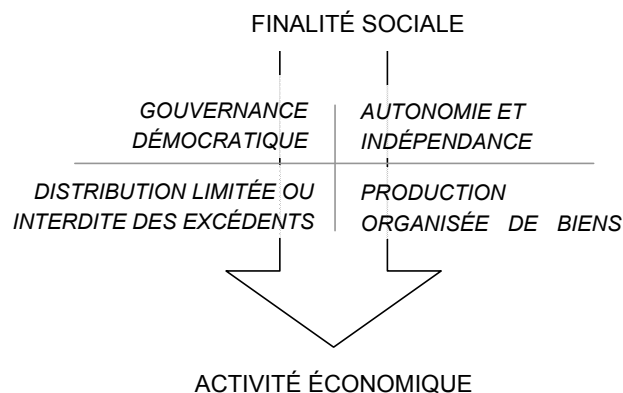 FINALITÉ SOCIALE
GOUVERNANCE
DÉMOCRATIQUE
AUTONOMIE ET
INDÉPENDANCE
DISTRIBUTION LIMITÉE OU
INTERDITE DES EXCÉDENTS
PRODUCTION
ORGANISÉE DE BIENS
ACTIVITÉ ÉCONOMIQUE